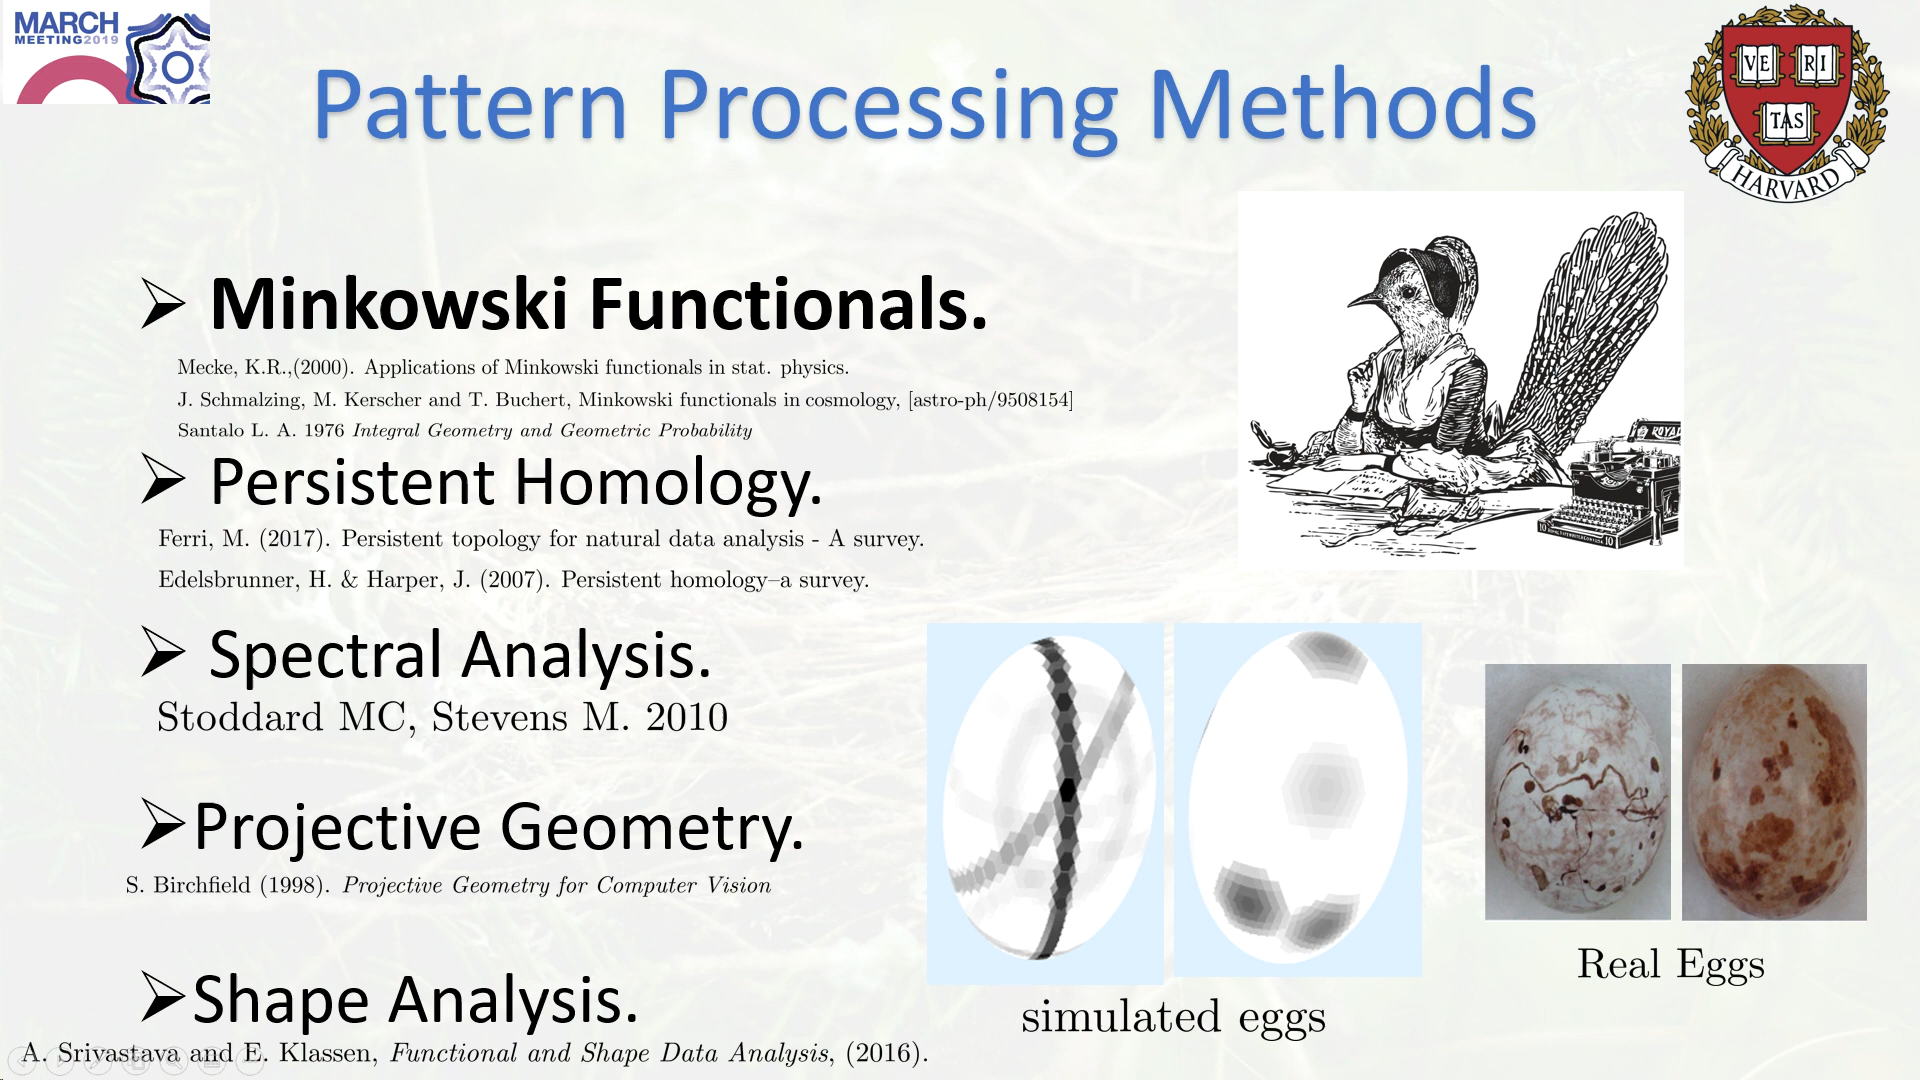 MARCH
MEETING2019
Pattern Processing Methods
VE RI
TAS
HARVARD
➢ Minkowski Functionals.
Mecke, K.R.,(2000). Applications of Minkowski functionals in stat. physics.
J. Schmalzing, M. Kerscher and T. Buchert, Minkowski functionals in cosmology, [astro-ph/9508154]
Santalo L. A. 1976 Integral Geometry and Geometric Probability
➢ Persistent Homology.
Ferri, M. (2017). Persistent topology for natural data analysis - A survey.
Edelsbrunner, H. & Harper, J. (2007). Persistent homology–a survey.
➢ Spectral Analysis.
Stoddard MC, Stevens M. 2010
➢Projective Geometry.
S. Birchfield (1998). Projective Geometry for Computer Vision
➢Shape Analysis.
A. Srivastava and E. Klassen, Functional and Shape Data Analysis, (2016).
ROYAL
10 10
simulated eggs
Real Eggs